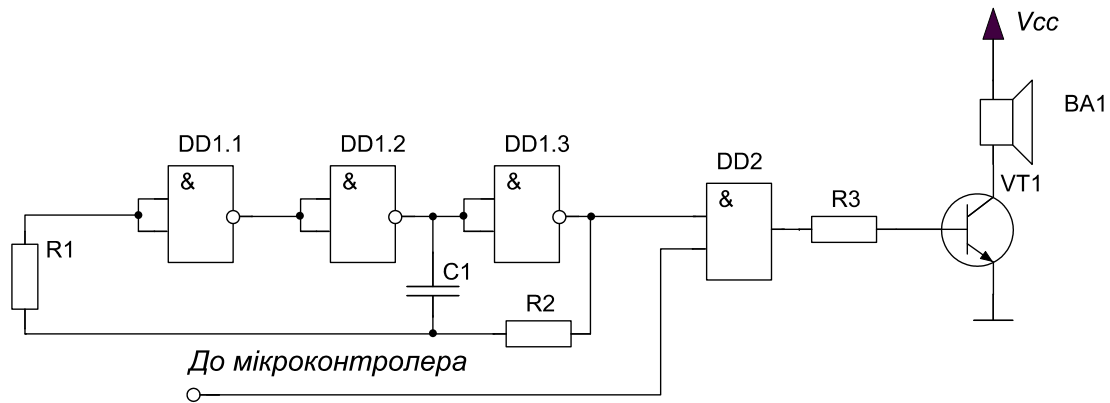 Vcc
BA1
DD1.1
DD1.2
DD1.3
DD2
VT1
&
&
&
&
R3
R1
C1
R2
До мікроконтролера